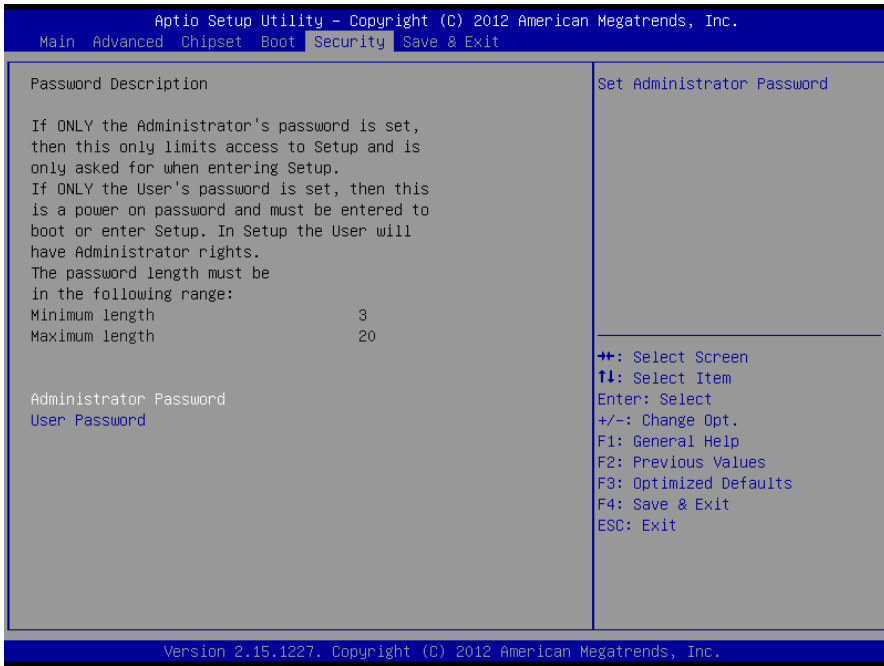 Aptio Setup Utility – Copyright (C) 2012 American Megatrends, Inc.
Main Advanced Chipset Boot Security Save & Exit
Password Description
If ONLY the Administrator's password is set,
then this only limits access to Setup and is
only asked for when entering Setup.
If ONLY the User's password is set, then this
is a power on password and must be entered to
boot or enter Setup. In Setup the User will
have Administrator rights.
The password length must be
in the following range:
Minimum length 3
Maximum length 20
Administrator Password
User Password
Set Administrator Password
→←: Select Screen
↑↓: Select Item
Enter: Select
+/-: Change Opt.
F1: General Help
F2: Previous Values
F3: Optimized Defaults
F4: Save & Exit
ESC: Exit
Version 2.15.1227. Copyright (C) 2012 American Megatrends, Inc.